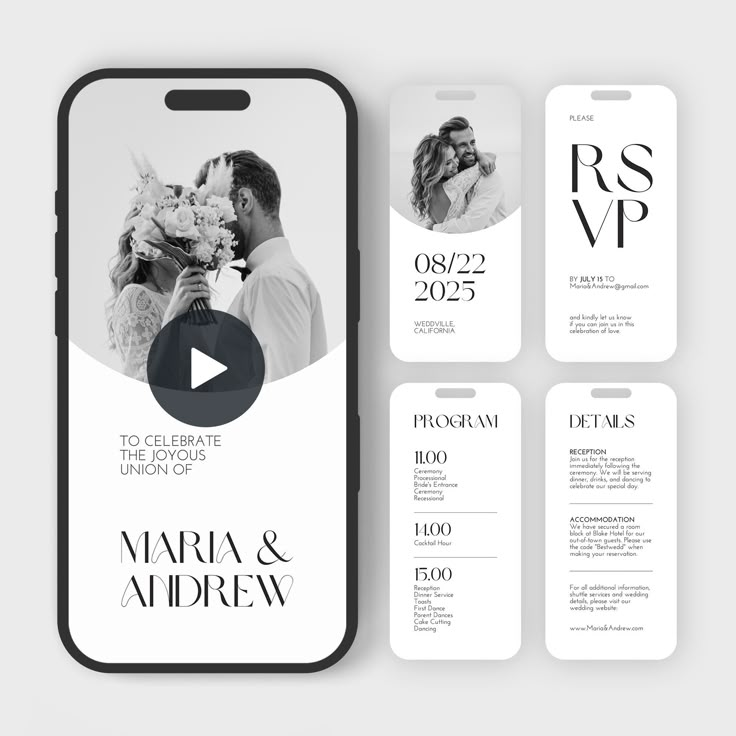 TO CELEBRATE
THE JOYOUS
UNION OF
MARIA &
ANDREW
08/22
2025
WEDDVILLE,
CALIFORNIA
PLEASE
RS
VP
BY JULY 15 TO
Maria&Andrew@gmail.com
and kindly let us know
if you can join us in this
celebration of love.
PROGRAM
11.00
Ceremony
Processional
Bride's Entrance
Ceremony
Recessional
14.00
Cocktail Hour
15.00
Reception
Dinner Service
Toasts
First Dance
Parent Dances
Cake Cutting
Dancing
DETAILS
RECEPTION
Join us for the reception
immediately following the
ceremony. We will be serving
dinner, drinks, and dancing to
celebrate our special day.
ACCOMMODATION
We have secured a room
block at Blake Hotel for our
out-of-town guests. Please use
the code "Bestwedd" when
making your reservation.
For all additional information,
shuttle services and wedding
details, please visit our
wedding website:
www.Maria&Andrew.com